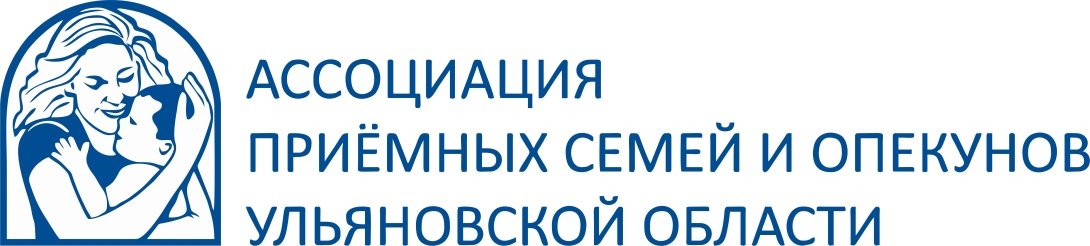 АССОЦИАЦИЯ
ПРИЁМНЫХ СЕМЕЙ И ОПЕКУНОВ
УЛЬЯНОВСКОЙ ОБЛАСТИ